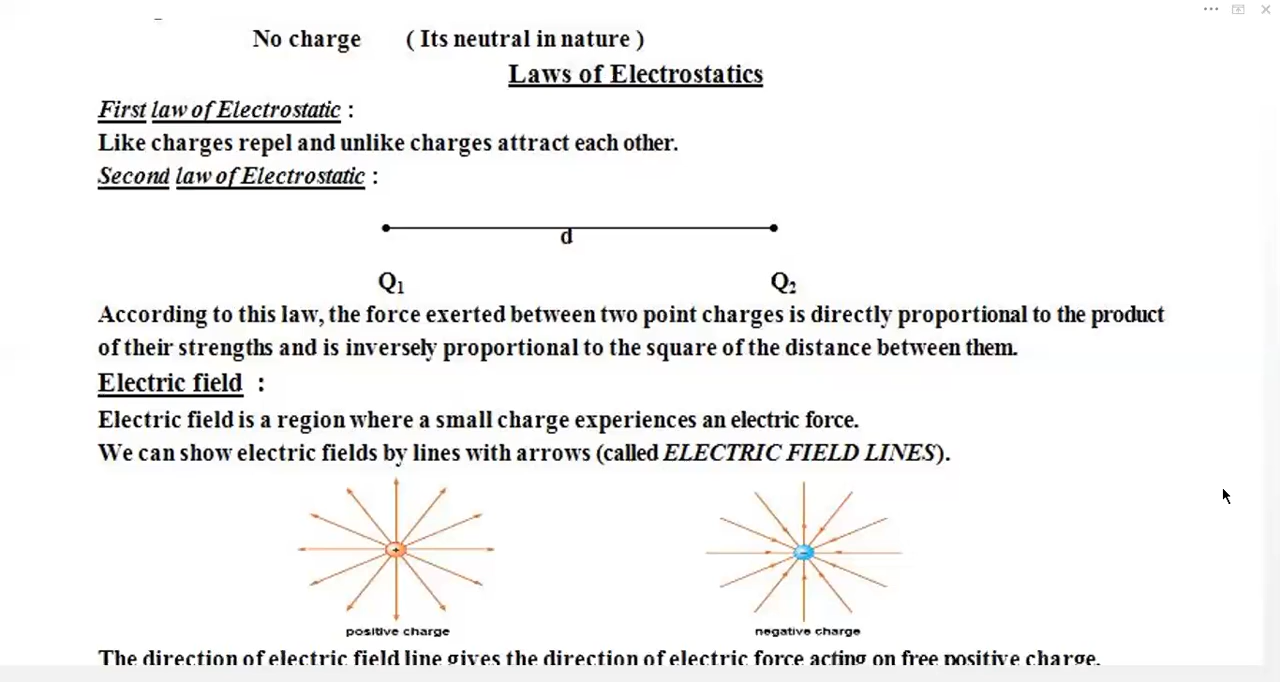 No charge ( Its neutral in nature )
Laws of Electrostatics
First law of Electrostatic :
Like charges repel and unlike charges attract each other.
Second law of Electrostatic :
d
Q₁ Q₂
According to this law, the force exerted between two point charges is directly proportional to the product
of their strengths and is inversely proportional to the square of the distance between them.
Electric field :
Electric field is a region where a small charge experiences an electric force.
We can show electric fields by lines with arrows (called ELECTRIC FIELD LINES).
+ -
positive charge negative charge
The direction of electric field line gives the direction of electric force acting on free positive charge.